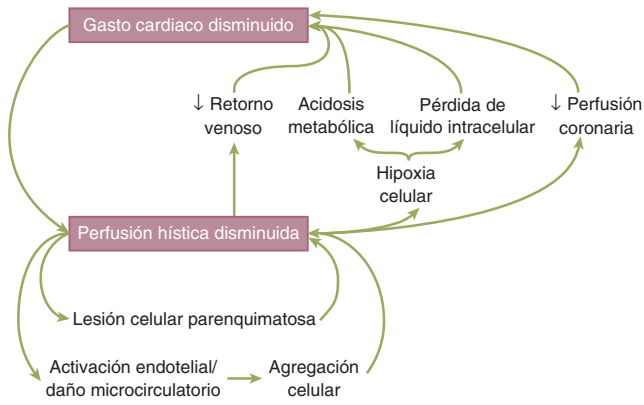 Gasto cardiaco disminuido
↓ Retorno
venoso
Acidosis
metabólica
Pérdida de
líquido intracelular
↓ Perfusión
coronaria
Hipoxia
celular
Perfusión hística disminuida
Lesión celular parenquimatosa
Activación endotelial/
daño microcirculatorio
Agregación
celular